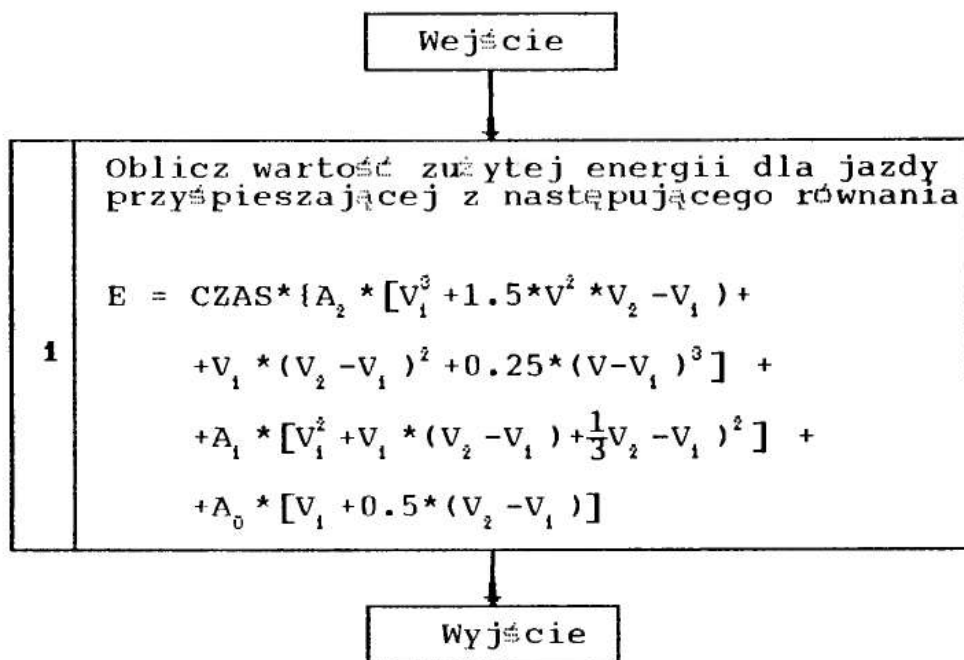 Wejście
Oblicz wartość zużytej energii dla jazdy
przyśpieszającej z następującego równania
E = CZAS*{A₂ *[V₁³ +1.5*V² *V₂ -V₁ )+
1
+V₁ *(V₂ -V₁ )² +0.25*(V-V₁ )³ ] +
+A₁ *[V₁² +V₁ *(V₂ -V₁ )+1/3V₂ -V₁ )² ] +
+A₀ *[V₁ +0.5*(V₂ -V₁ )]
Wyjście